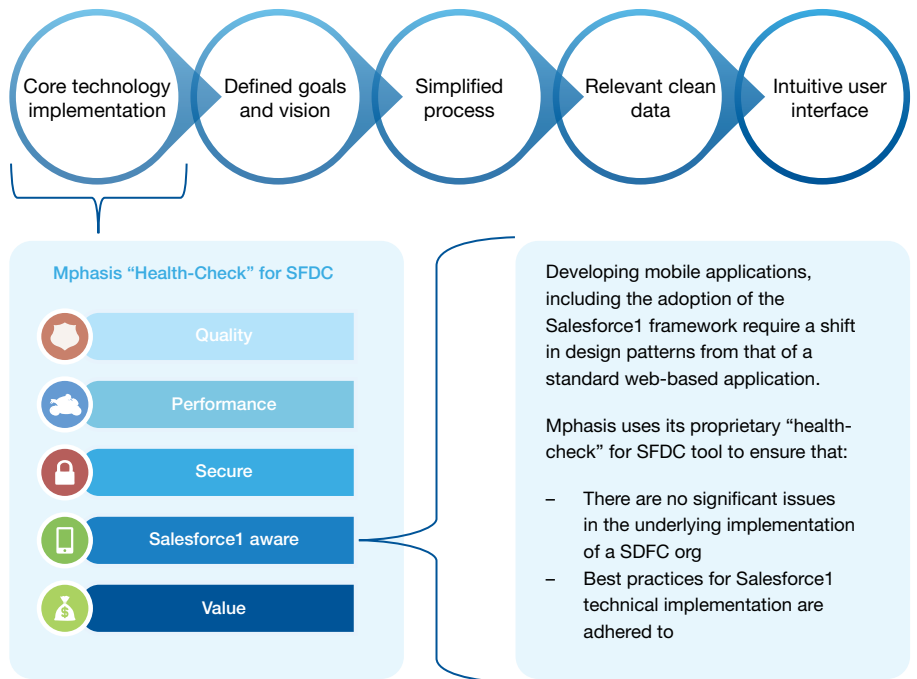 Core technology
implementation
Defined goals
and vision
Simplified
process
Relevant clean
data
Intuitive user
interface
Mphasis “Health-Check” for SFDC
Quality
Performance
Secure
Salesforce1 aware
Value
$
Developing mobile applications,
including the adoption of the
Salesforce1 framework require a shift
in design patterns from that of a
standard web-based application.
Mphasis uses its proprietary “health-
check” for SFDC tool to ensure that:
– There are no significant issues
in the underlying implementation
of a SDFC org
– Best practices for Salesforce1
technical implementation are
adhered to